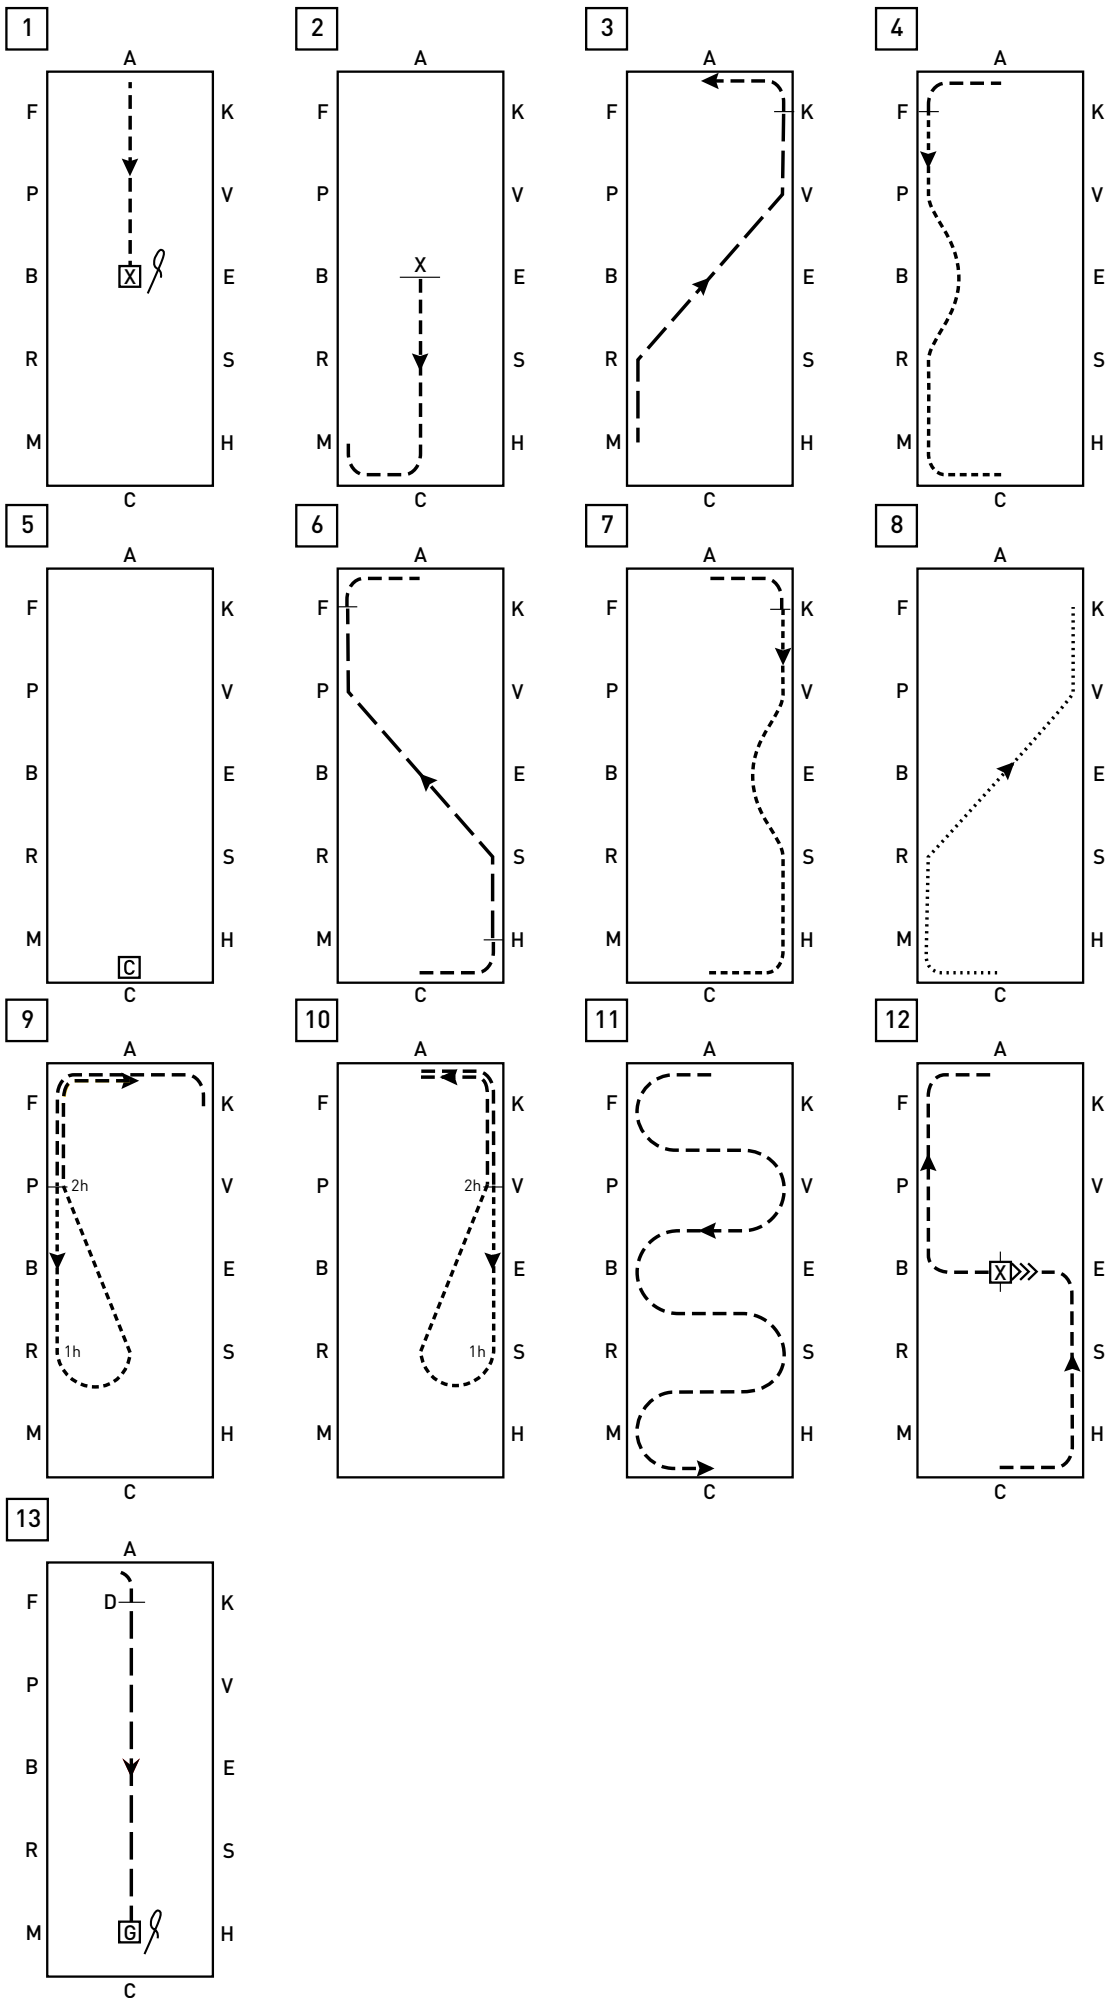 1 2 3 4
A A A A
F K F K F K F K
P V P V P V P V
X
B X E B E B E B E
R S R S R S R S
M H M H M H M H
C C C C
5 6 7 8
A A A A
F K F K F K F K
P V P V P V P V
B E B E B E B E
R S R S R S R S
M H M H M H M H
C
C C C C
9 10 11 12
A A A A
F K F K F K F K
P 2h V P 2h V P V P V
B E B E B E B X E
R 1h S R 1h S R S R S
M H M H M H M H
C C C
13
A
F D K
P V
B E
R S
M G H
C